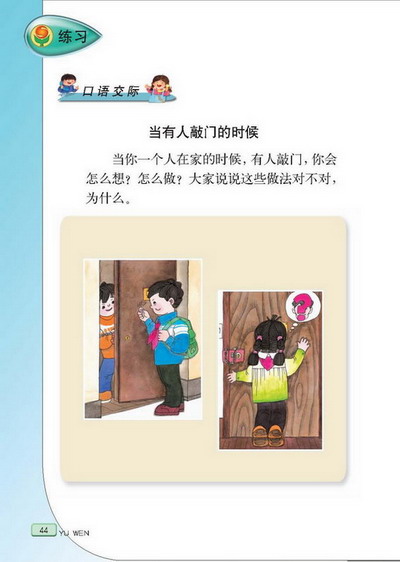 练习
口语交际
当有人敲门的时候
当你一个人在家的时候，有人敲门，你会
怎么想？怎么做？大家说说这些做法对不对，
为什么。
?
44
YU WEN